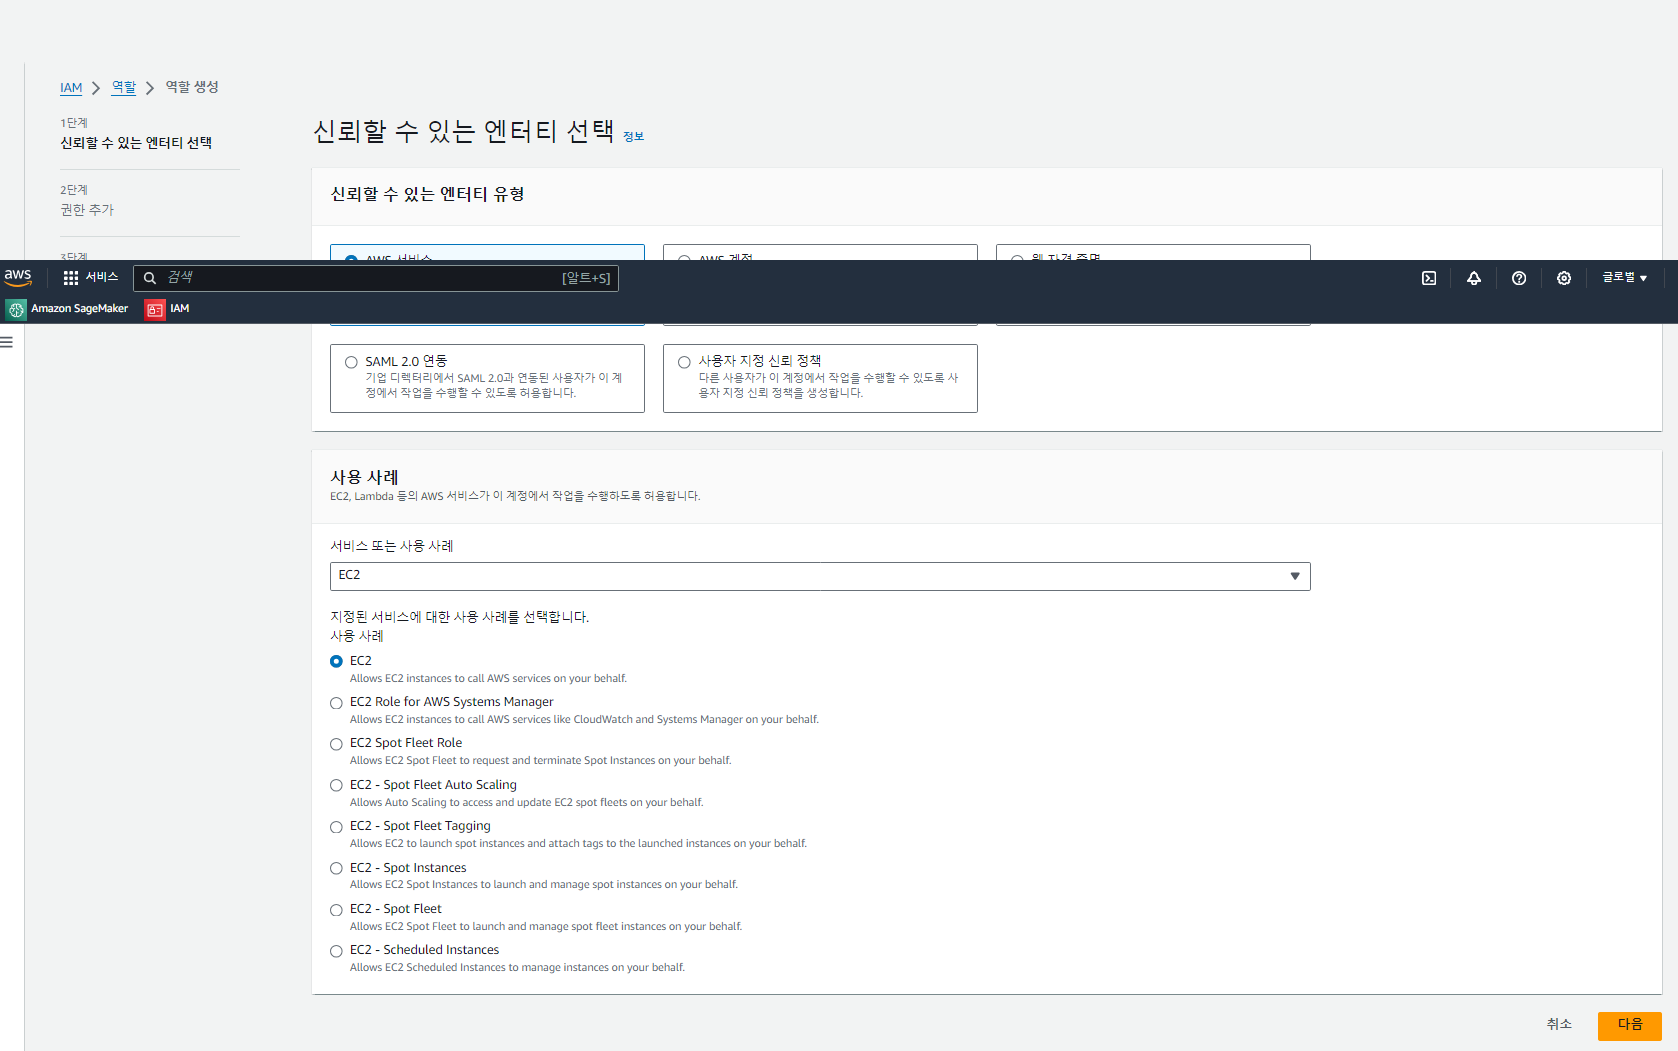 IAM > 역할 > 역할 생성
1단계
신뢰할 수 있는 엔터티 선택
2단계
권한 추가
3단계
신뢰할 수 있는 엔터티 선택 정보
신뢰할 수 있는 엔터티 유형
AWS 서비스
AWS 계정
웹 자격 증명
aws
서비스
검색
[알트+S]
글로벌
Amazon SageMaker
IAM
SAML 2.0 연동
기업 디렉터리에서 SAML 2.0과 연동된 사용자가 이 계
정에서 작업을 수행할 수 있도록 허용합니다.
사용자 지정 신뢰 정책
다른 사용자가 이 계정에서 작업을 수행할 수 있도록 사
용자 지정 신뢰 정책을 생성합니다.
사용 사례
EC2, Lambda 등의 AWS 서비스가 이 계정에서 작업을 수행하도록 허용합니다.
서비스 또는 사용 사례
EC2
지정된 서비스에 대한 사용 사례를 선택합니다.
사용 사례
EC2
Allows EC2 instances to call AWS services on your behalf.
EC2 Role for AWS Systems Manager
Allows EC2 instances to call AWS services like CloudWatch and Systems Manager on your behalf.
EC2 Spot Fleet Role
Allows EC2 Spot Fleet to request and terminate Spot Instances on your behalf.
EC2 - Spot Fleet Auto Scaling
Allows Auto Scaling to access and update EC2 spot fleets on your behalf.
EC2 - Spot Fleet Tagging
Allows EC2 to launch spot instances and attach tags to the launched instances on your behalf.
EC2 - Spot Instances
Allows EC2 Spot Instances to launch and manage spot instances on your behalf.
EC2 - Spot Fleet
Allows EC2 Spot Fleet to launch and manage spot fleet instances on your behalf.
EC2 - Scheduled Instances
Allows EC2 Scheduled Instances to manage instances on your behalf.
취소
다음